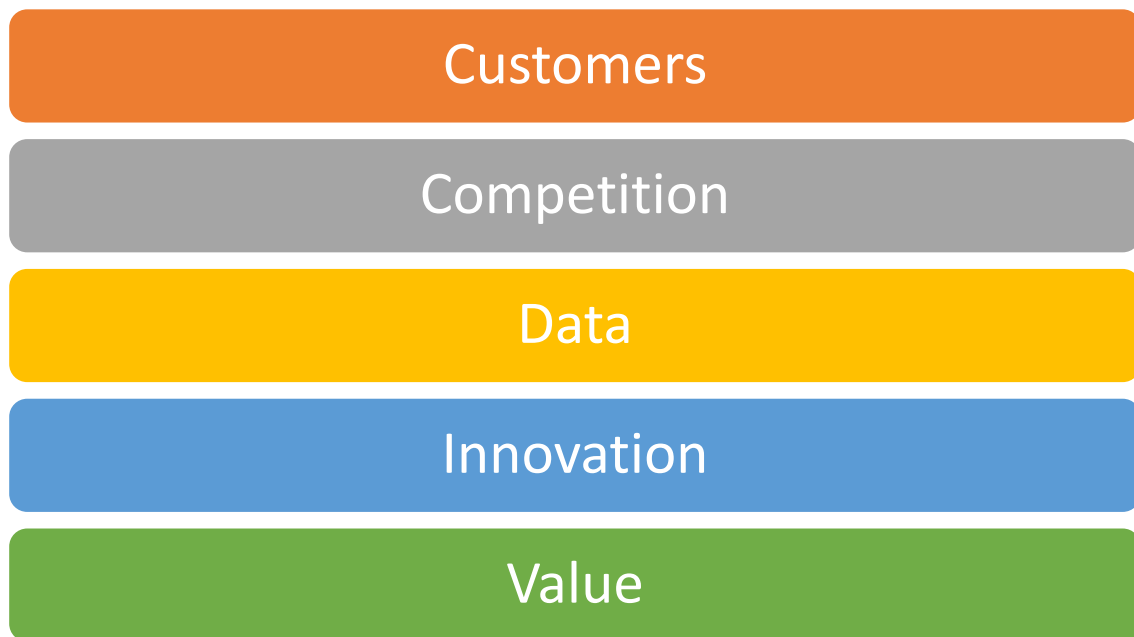 Customers
Competition
Data
Innovation
Value